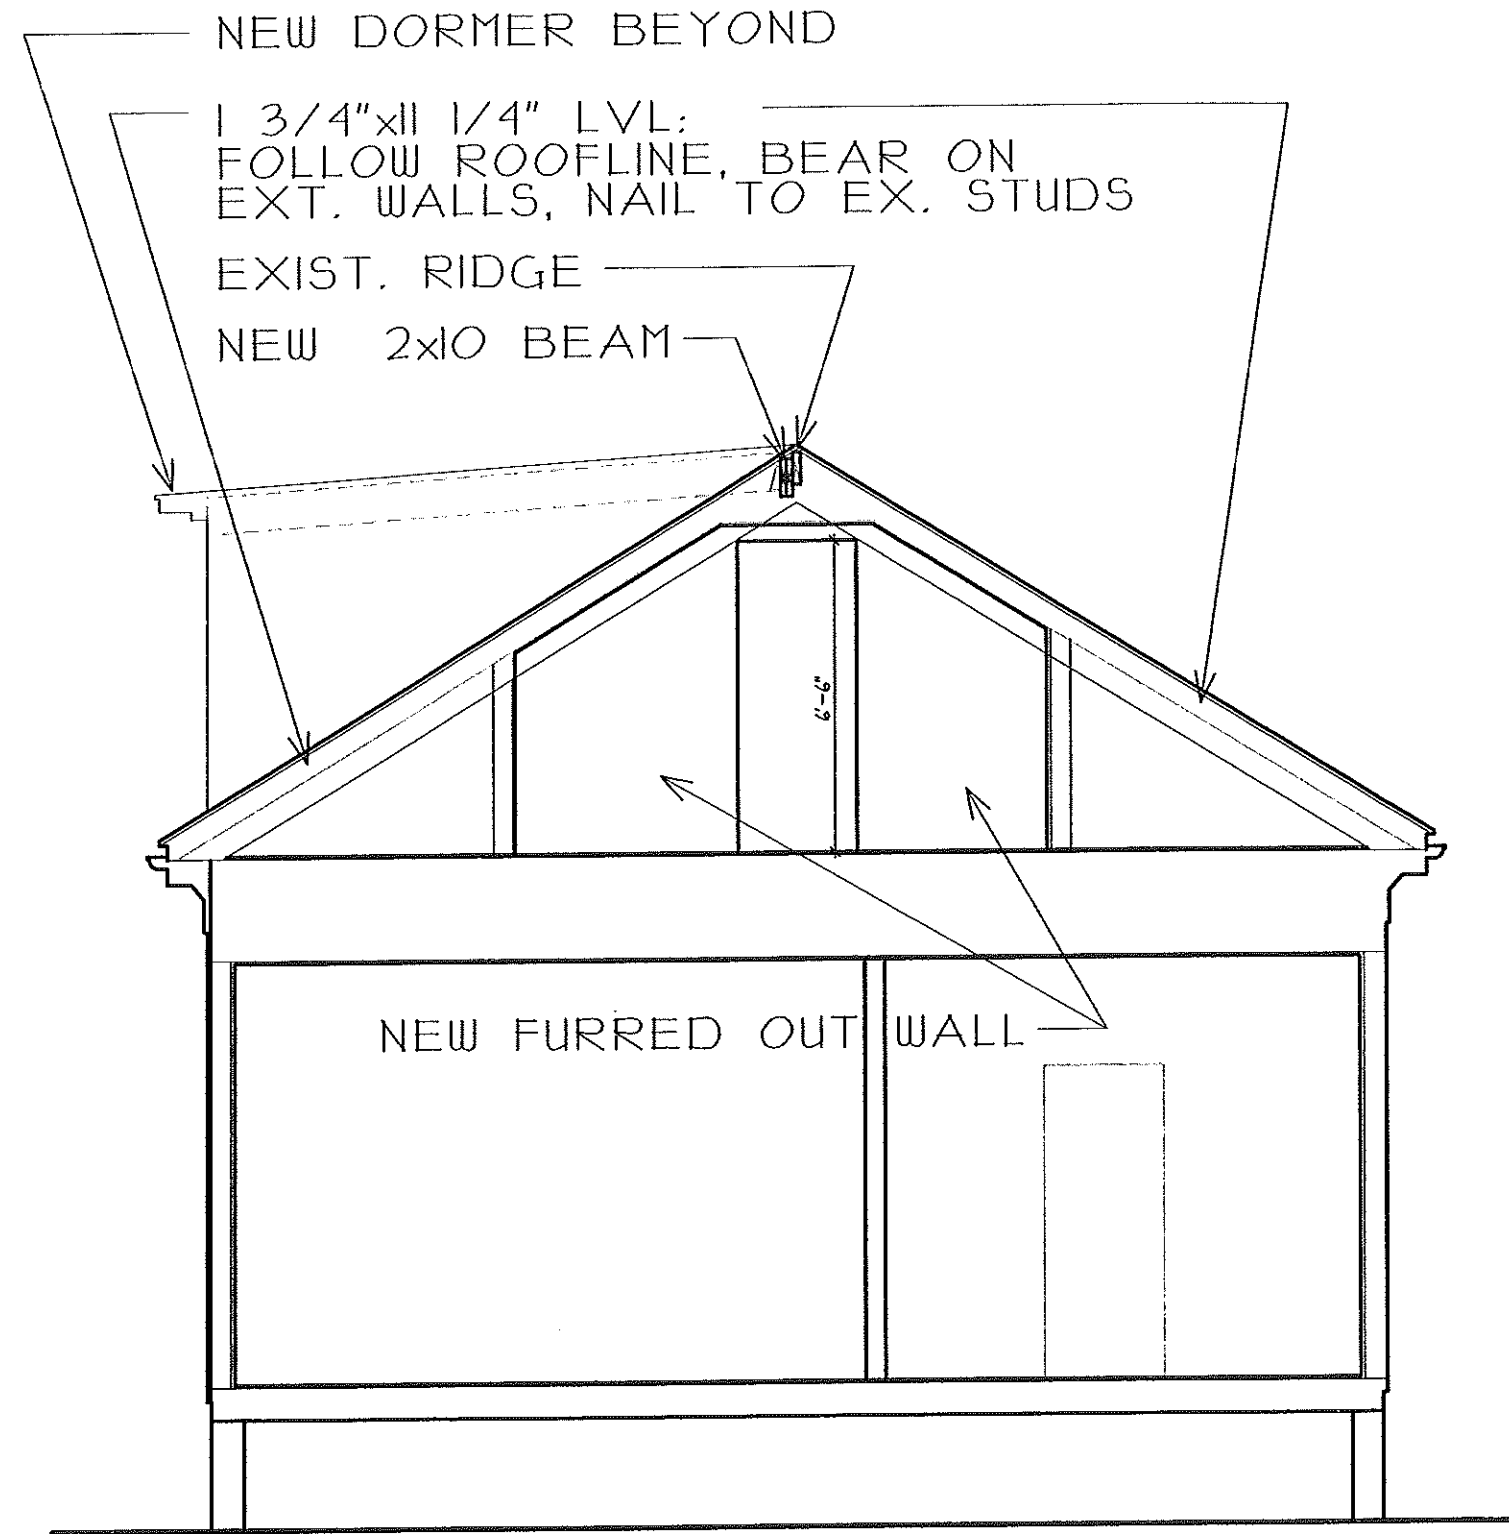 NEW DORMER BEYOND
1 3/4"x11 1/4" LVL:
FOLLOW ROOFLINE, BEAR ON
EXT. WALLS, NAIL TO EX. STUDS
EXIST. RIDGE
NEW 2x10 BEAM
6'-6"
NEW FURRED OUT WALL